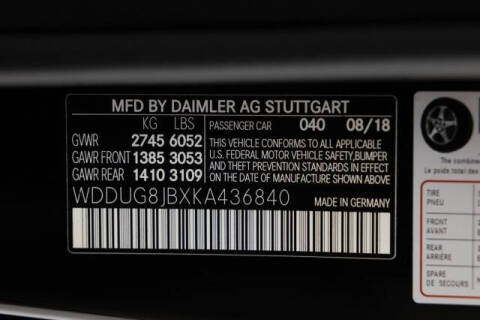 MFD BY DAIMLER AG STUTTGART
KG LBS
PASSENGER CAR 040 08/18
GVWR 2745 6052
GAWR FRONT 1385 3053
GAWR REAR 1410 3109
THIS VEHICLE CONFORMS TO ALL APPLICABLE
U.S. FEDERAL MOTOR VEHICLE SAFETY,BUMPER
AND THEFT PREVENTION STANDARDS IN EFFECT
ON THE DATE OF MANUFACTURE SHOWN ABOVE
WDDUG8JBXKA436840
MADE IN GERMANY
The combined
TIRE
PNEU
FRONT
AVANT
REAR
ARRIÈRE
SPARE
DE SECOURS